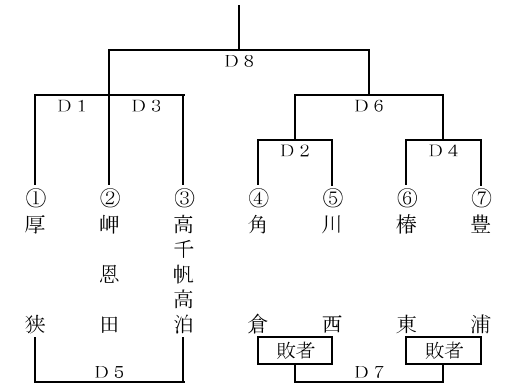 D8
D1
D3
D6
D2
D4
①厚狭
②岬恩田
③高千帆高泊
④角倉
⑤川西
⑥椿東
⑦豊浦
敗者
敗者
D5
D7